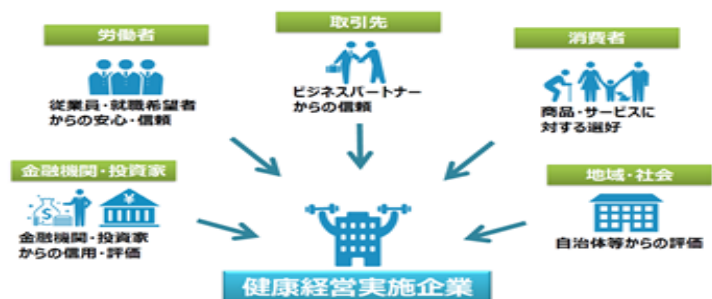 労働者
従業員・就職希望者
からの安心・信頼
取引先
ビジネスパートナー
からの信頼
消費者
商品・サービスに
対する選好
金融機関・投資家
金融機関・投資家
からの信用・評価
地域・社会
自治体等からの評価
健康経営実施企業